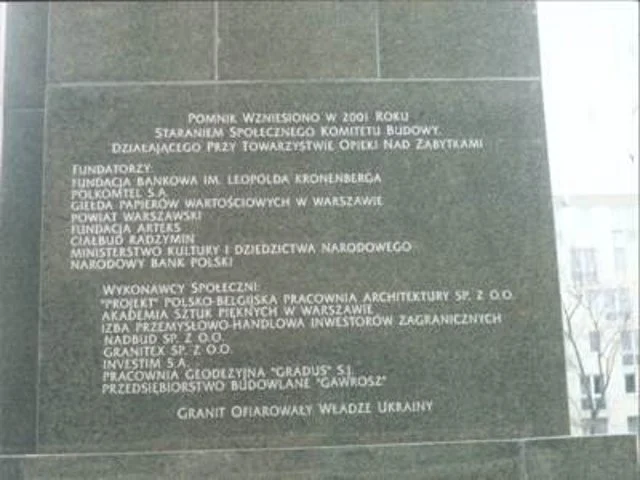 POMNIK WZNIESIONO W 2001 ROKU
STARANIEM SPOŁECZNEGO KOMITETU BUDOWY,
DZIAŁAJĄCEGO PRZY TOWARZYSTWIE OPIEKI NAD ZABYTKAMI
FUNDATORZY:
FUNDACJA BANKOWA IM. LEOPOLDA KRONENBERGA
POLKOMTEL S.A.
GIEŁDA PAPIERÓW WARTOŚCIOWYCH W WARSZAWIE
POWIAT WARSZAWSKI
FUNDACJA ARTEKS
CIAŁBUD RADZYMIN
MINISTERSTWO KULTURY I DZIEDZICTWA NARODOWEGO
NARODOWY BANK POLSKI
WYKONAWCY SPOŁECZNI:
"PROJEKT" POLSKO-BELGIJSKA PRACOWNIA ARCHITEKTURY SP. Z O.O.
AKADEMIA SZTUK PIĘKNYCH W WARSZAWIE
IZBA PRZEMYSŁOWO-HANDLOWA INWESTORÓW ZAGRANICZNYCH
NADBUD SP. Z O.O.
GRANITEX SP. Z O.O.
INVESTIM S.A.
PRACOWNIA GEODEZYJNA "GRADUS" S.J.
PRZEDSIĘBIORSTWO BUDOWLANE "GAWROSZ"
GRANIT OFIAROWAŁY WŁADZE UKRAINY